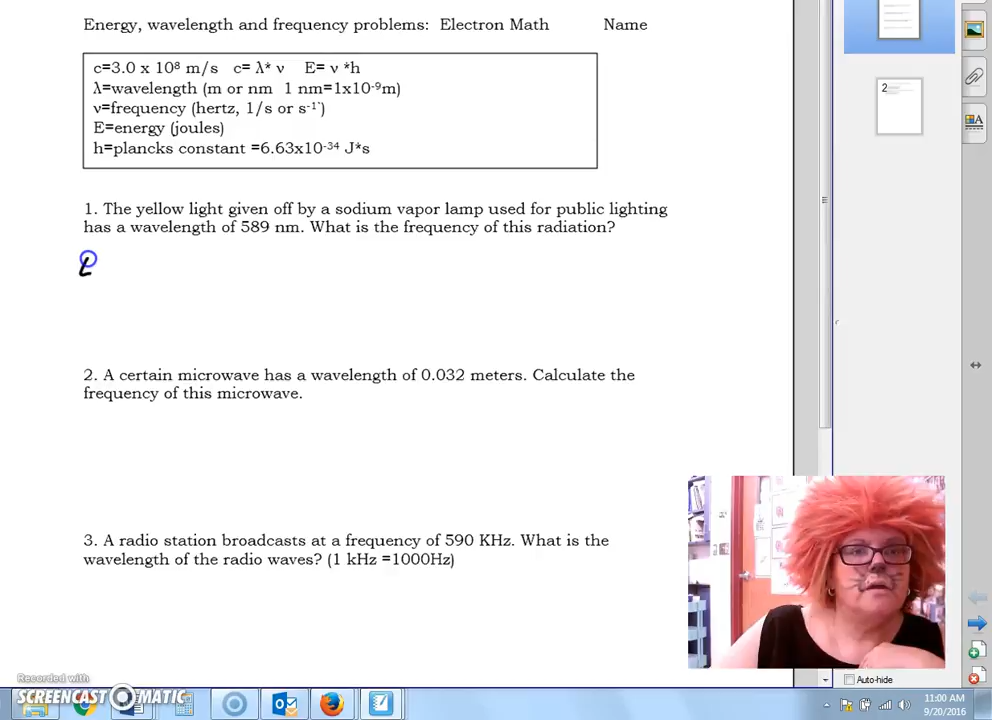 Energy, wavelength and frequency problems: Electron Math Name
c=3.0 x 10⁸ m/s c= λ* ν E= ν *h
λ=wavelength (m or nm 1 nm=1x10⁻⁹m)
ν=frequency (hertz, 1/s or s⁻¹`)
E=energy (joules)
h=plancks constant =6.63x10⁻³⁴ J*s
1. The yellow light given off by a sodium vapor lamp used for public lighting
has a wavelength of 589 nm. What is the frequency of this radiation?
2. A certain microwave has a wavelength of 0.032 meters. Calculate the
frequency of this microwave.
3. A radio station broadcasts at a frequency of 590 KHz. What is the
wavelength of the radio waves? (1 kHz =1000Hz)
2
Auto-hide
Recorded with
SCREENCAST MATIC
11:00 AM
9/20/2016